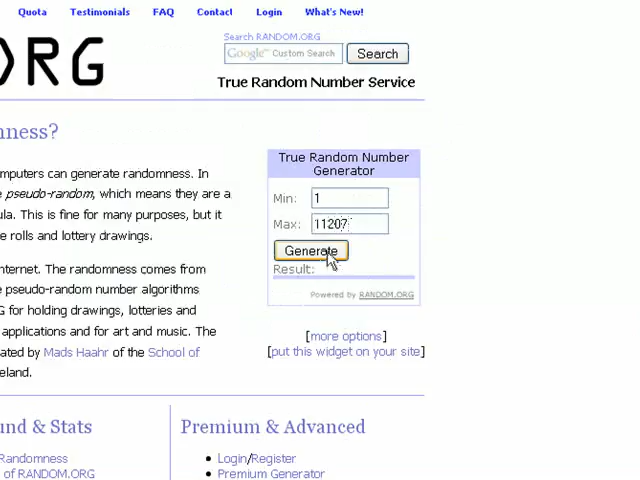 Quota Testimonials FAQ Contact Login What's New!
Search RANDOM.ORG
Google™ Custom Search Search
ORG
True Random Number Service
mness?
mputers can generate randomness. In
e pseudo-random, which means they are a
ula. This is fine for many purposes, but it
e rolls and lottery drawings.
nternet. The randomness comes from
e pseudo-random number algorithms
G for holding drawings, lotteries and
applications and for art and music. The
ated by Mads Haahr of the School of
eland.
True Random Number
Generator
Min: 1
Max: 11207
Generate
Result:
Powered by RANDOM.ORG
[more options]
[put this widget on your site]
und & Stats
Randomness
of RANDOM.ORG
Premium & Advanced
Login/Register
Premium Generator